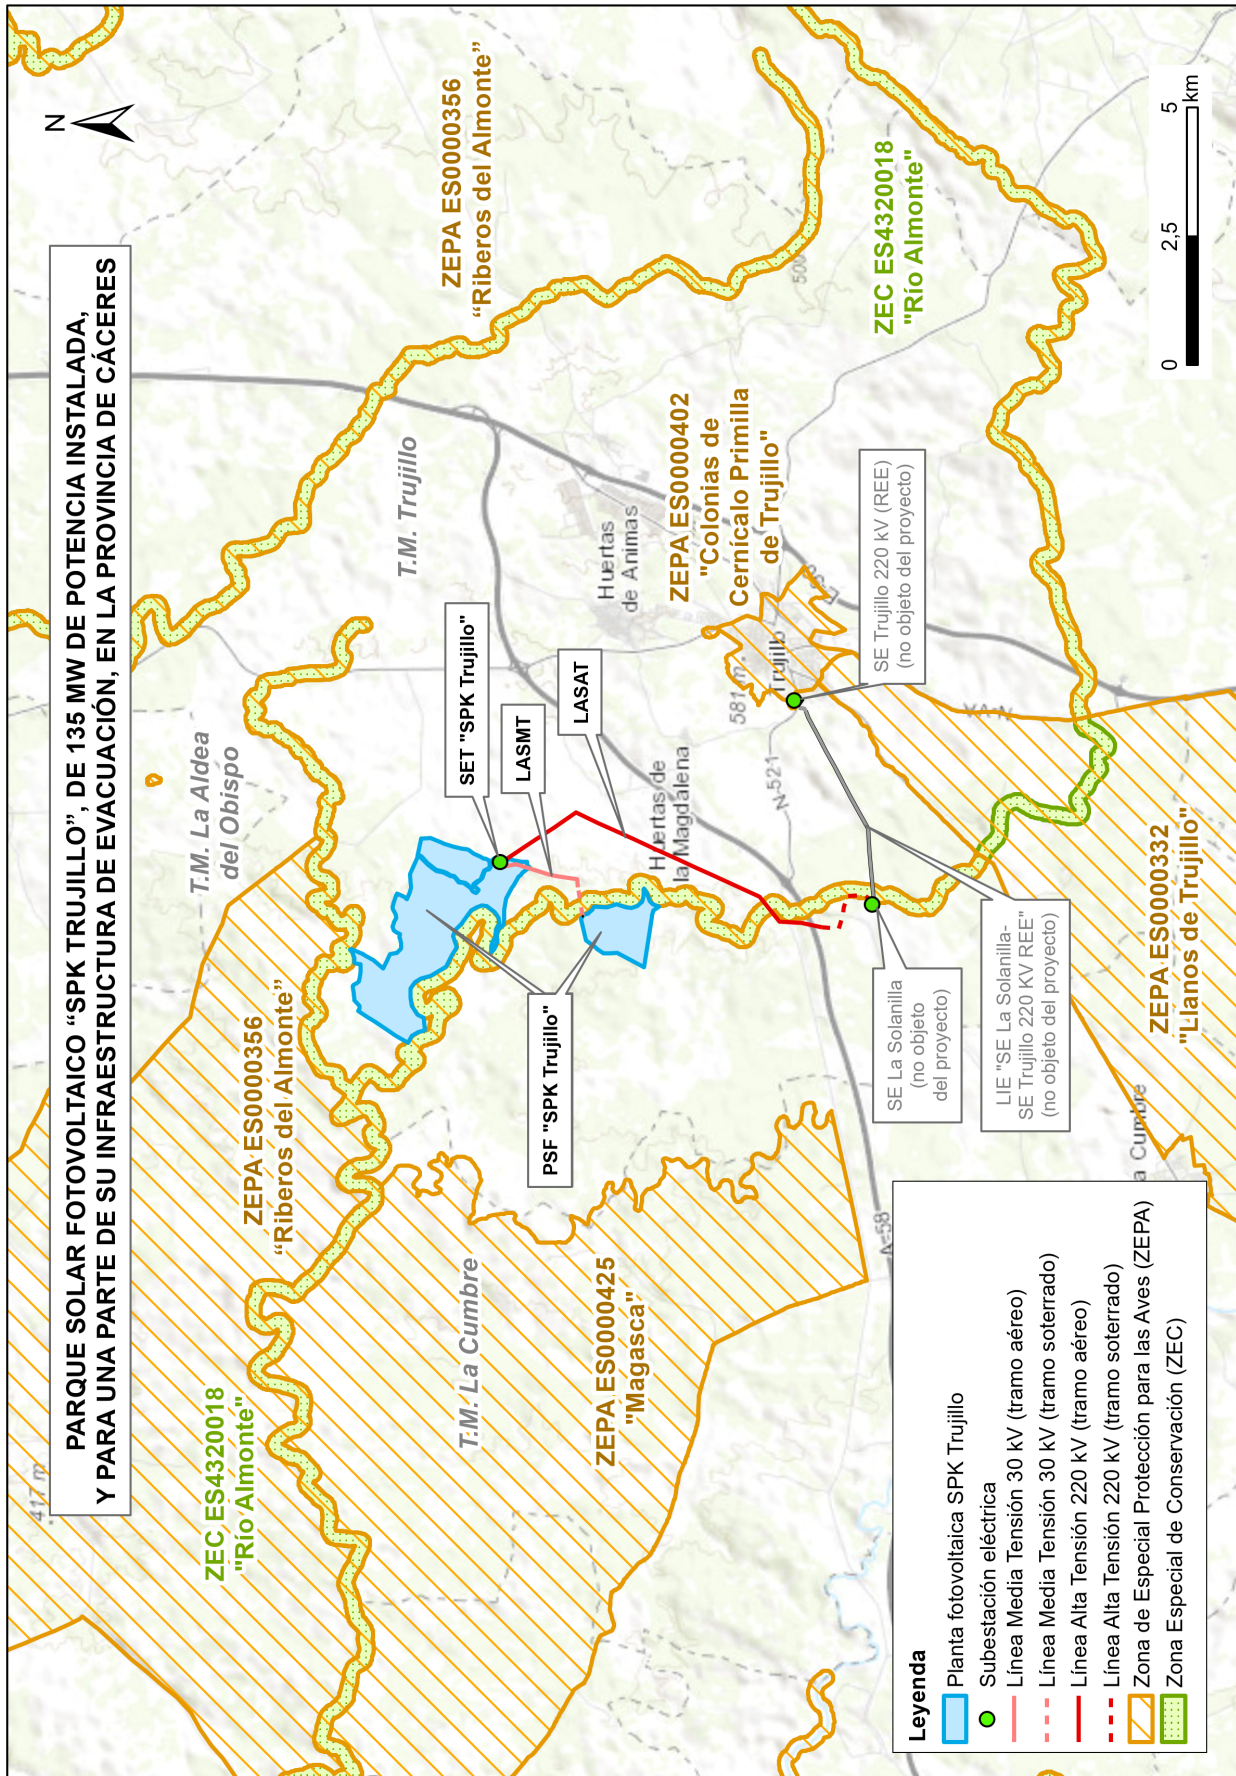 PARQUE SOLAR FOTOVOLTAICO “SPK TRUJILLO”, DE 135 MW DE POTENCIA INSTALADA,
Y PARA UNA PARTE DE SU INFRAESTRUCTURA DE EVACUACIÓN, EN LA PROVINCIA DE CÁCERES
N
417 m.
ZEC ES4320018
"Río Almonte"
ZEPA ES0000356
“Riberos del Almonte”
T.M. La Aldea
del Obispo
T.M. Trujillo
ZEPA ES0000356
“Riberos del Almonte”
T.M. La Cumbre
ZEPA ES0000425
"Magasca"
PSF "SPK Trujillo"
SET "SPK Trujillo"
LASMT
LASAT
Huertas
de Animas
Huertas de
la Magdalena
ZEPA ES0000402
"Colonias de
Cernícalo Primilla
de Trujillo"
581 m.
Trujillo
N-521
500
ZEC ES4320018
"Río Almonte"
SE Trujillo 220 kV (REE)
(no objeto del proyecto)
SE La Solanilla
(no objeto
del proyecto)
LIE "SE La Solanilla-
SE Trujillo 220 KV REE"
(no objeto del proyecto)
A-58
a Cumbre
ZEPA ES0000332
"Llanos de Trujillo"
0 2,5 5
km
Leyenda
Planta fotovoltaica SPK Trujillo
Subestación eléctrica
Línea Media Tensión 30 kV (tramo aéreo)
Línea Media Tensión 30 kV (tramo soterrado)
Línea Alta Tensión 220 kV (tramo aéreo)
Línea Alta Tensión 220 kV (tramo soterrado)
Zona de Especial Protección para las Aves (ZEPA)
Zona Especial de Conservación (ZEC)